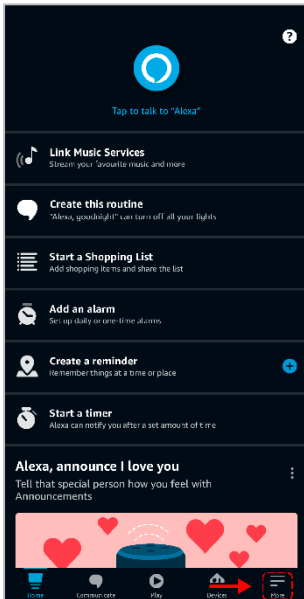 ?
Tap to talk to "Alexa"
Link Music Services
Stream your favourite music and more
Create this routine
"Alexa, goodnight" can turn off all your lights
Start a Shopping List
Add shopping items and share the list
Add an alarm
Set up daily or one-time alarms
Create a reminder
Remember things at a time or place
Start a timer
Alexa can notify you after a set amount of time
Alexa, announce I love you
Tell that special person how you feel with
Announcements
Home Communicate Play Devices More